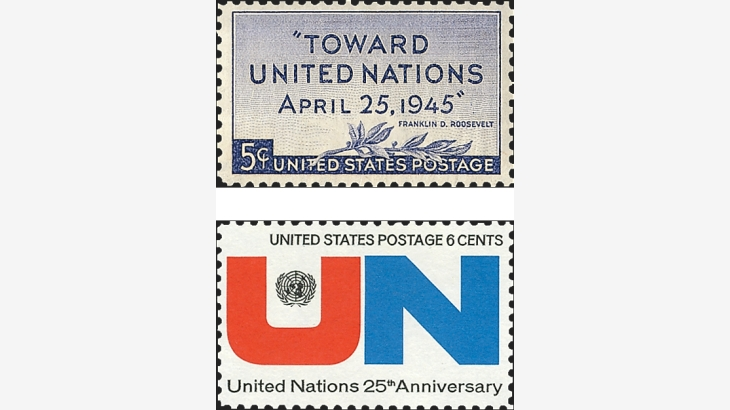 "TOWARD
UNITED NATIONS
APRIL 25, 1945"
FRANKLIN D. ROOSEVELT
5¢ UNITED STATES POSTAGE
UNITED STATES POSTAGE 6 CENTS
UN
United Nations 25th Anniversary